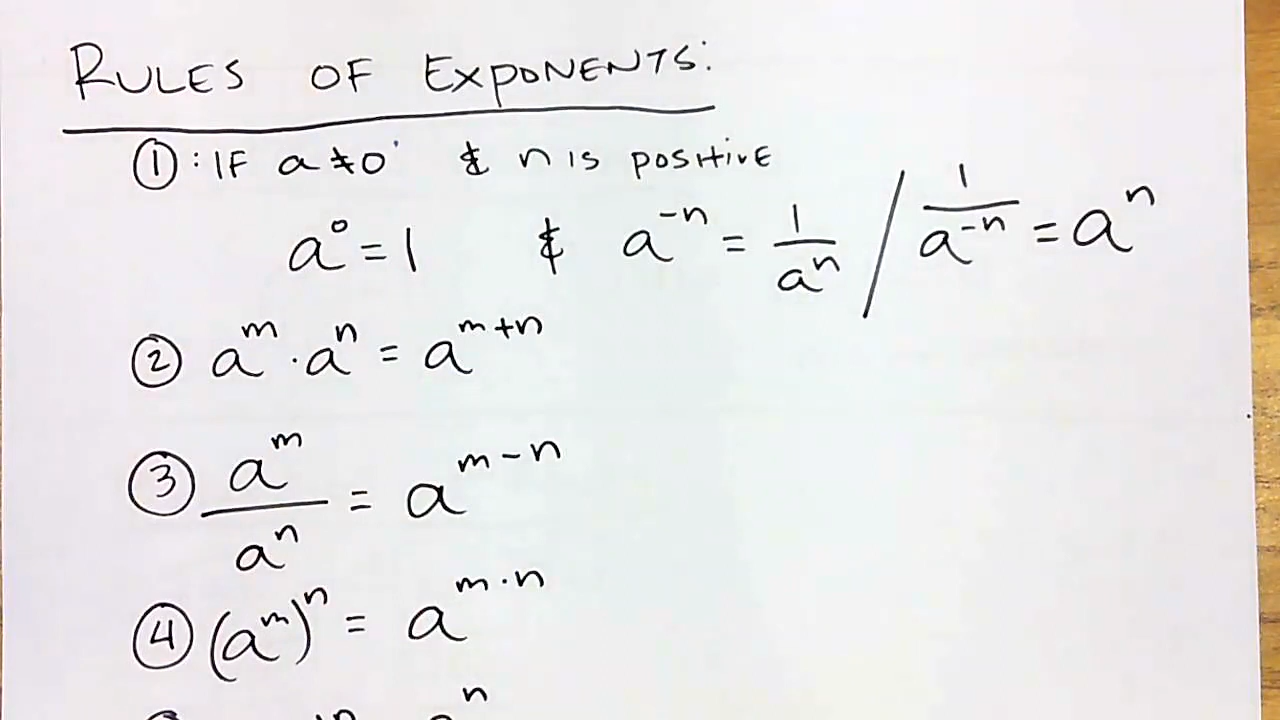 RULES OF EXPONENTS:
① : IF a ≠ 0 & n is positive
a⁰ = 1 & a⁻ⁿ = 1/aⁿ / 1/a⁻ⁿ = aⁿ
② aᵐ · aⁿ = aᵐ⁺ⁿ
③ aᵐ/aⁿ = aᵐ⁻ⁿ
④ (aᵐ)ⁿ = aᵐ·ⁿ